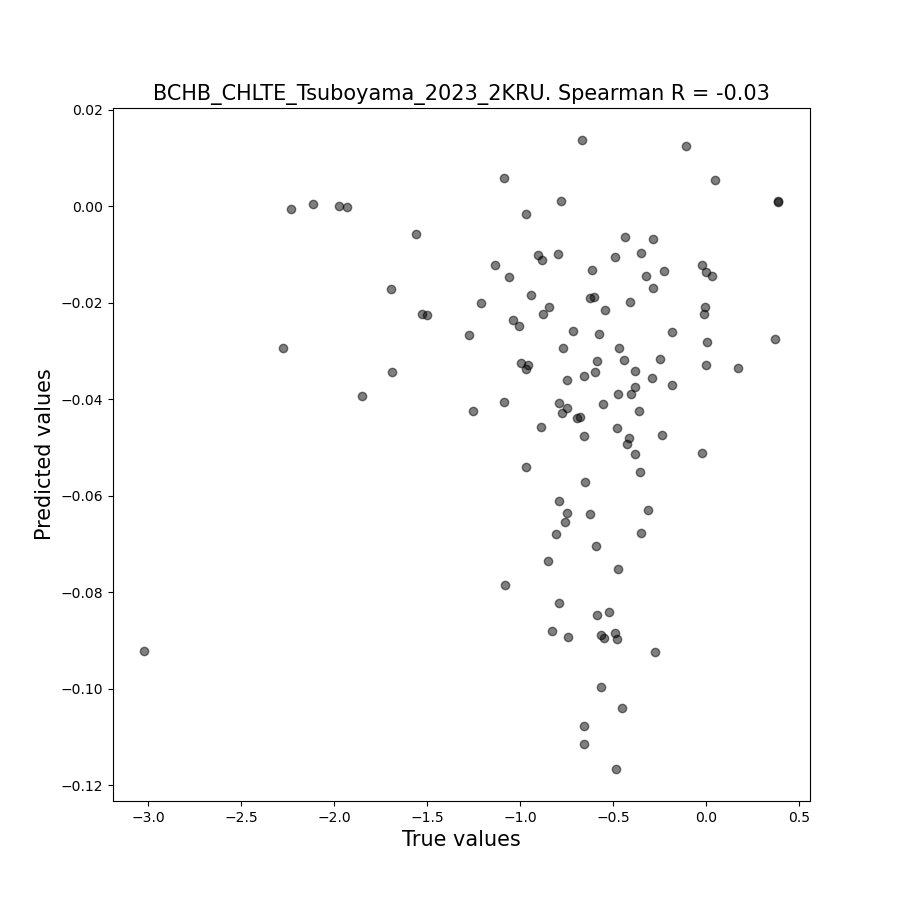 BCHB_CHLTE_Tsuboyama_2023_2KRU. Spearman R = -0.03
0.02
0.00
−0.02
−0.04
−0.06
−0.08
−0.10
−0.12
Predicted values
−3.0 −2.5 −2.0 −1.5 −1.0 −0.5 0.0 0.5
True values